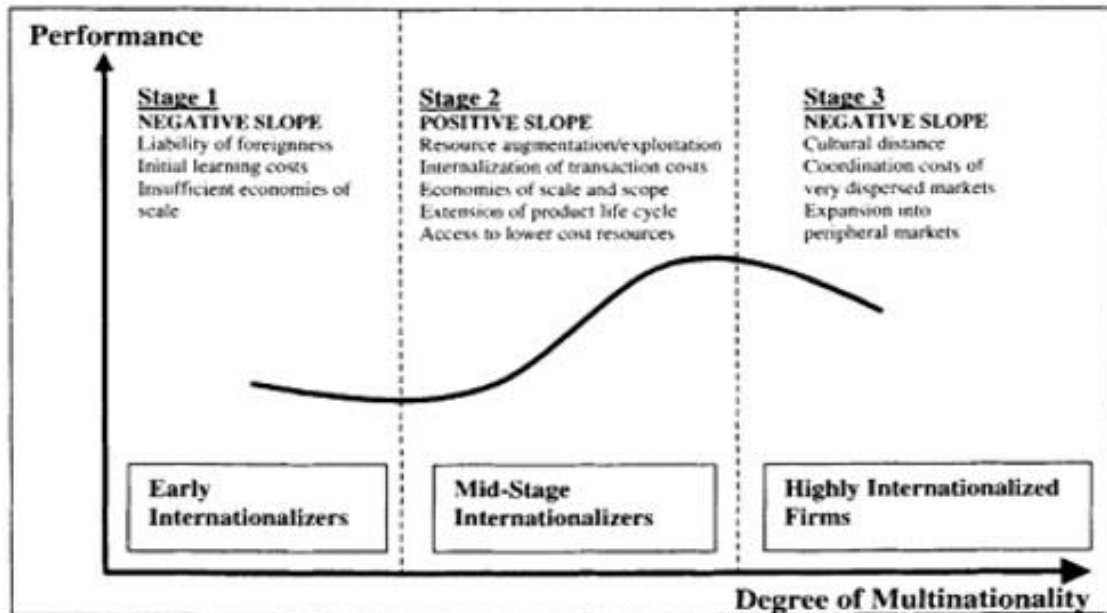 Performance
Stage 1
NEGATIVE SLOPE
Liability of foreignness
Initial learning costs
Insufficient economies of
scale
Stage 2
POSITIVE SLOPE
Resource augmentation/exploitation
Internalization of transaction costs
Economies of scale and scope
Extension of product life cycle
Access to lower cost resources
Stage 3
NEGATIVE SLOPE
Cultural distance
Coordination costs of
very dispersed markets
Expansion into
peripheral markets
Early
Internationalizers
Mid-Stage
Internationalizers
Highly Internationalized
Firms
Degree of Multinationality